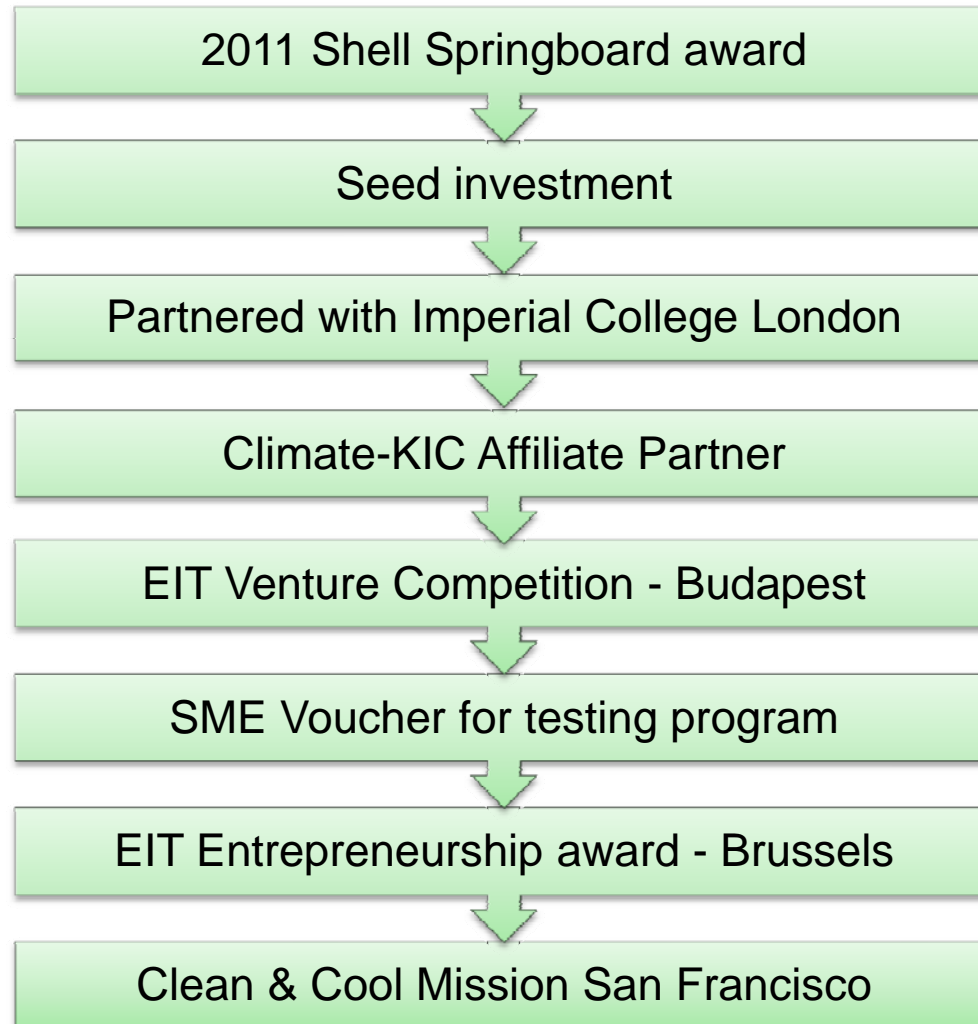 2011 Shell Springboard award
Seed investment
Partnered with Imperial College London
Climate-KIC Affiliate Partner
EIT Venture Competition - Budapest
SME Voucher for testing program
EIT Entrepreneurship award - Brussels
Clean & Cool Mission San Francisco